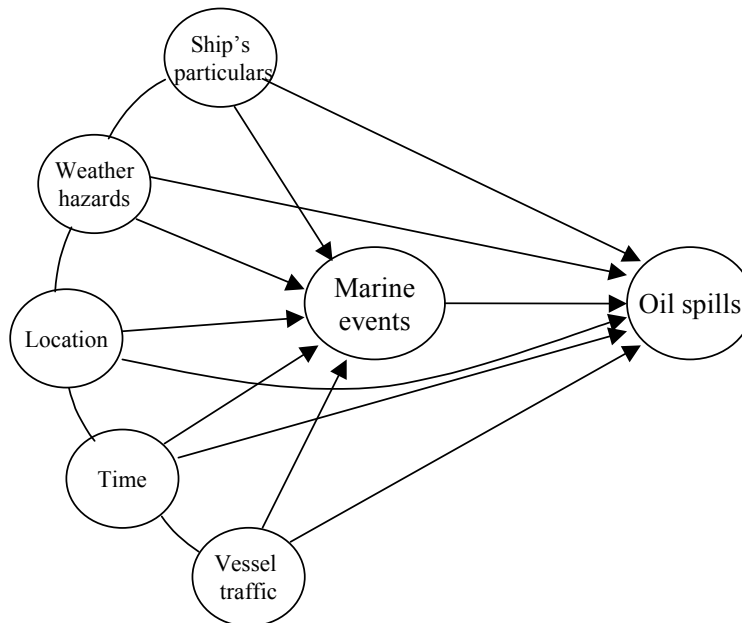 Ship’s
particulars
Weather
hazards
Marine
events
Oil spills
Location
Time
Vessel
traffic